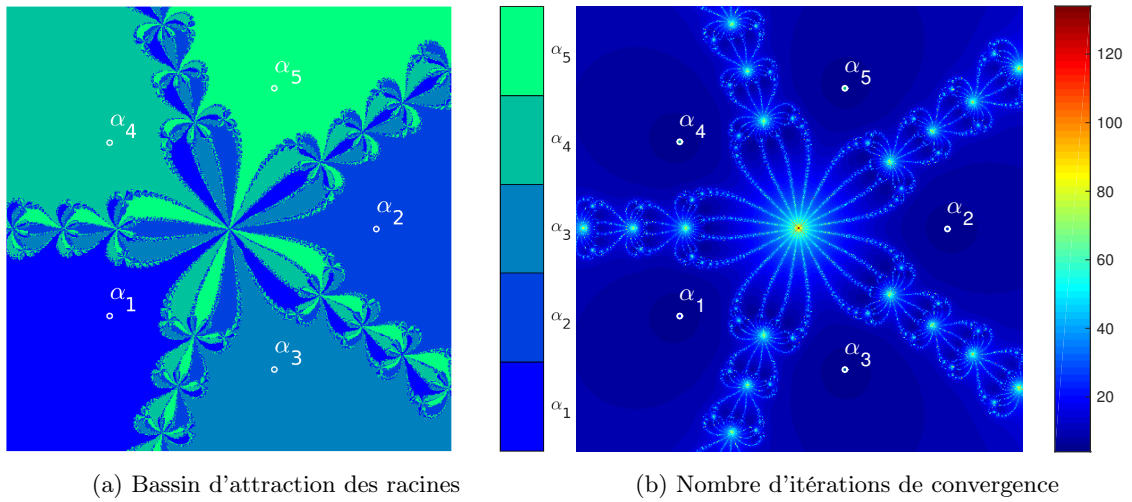 α5
α4
α2
α1
α3
α5
α4
α3
α2
α1
α5
α4
α2
α1
α3
120
100
80
60
40
20
(a) Bassin d'attraction des racines
(b) Nombre d'itérations de convergence